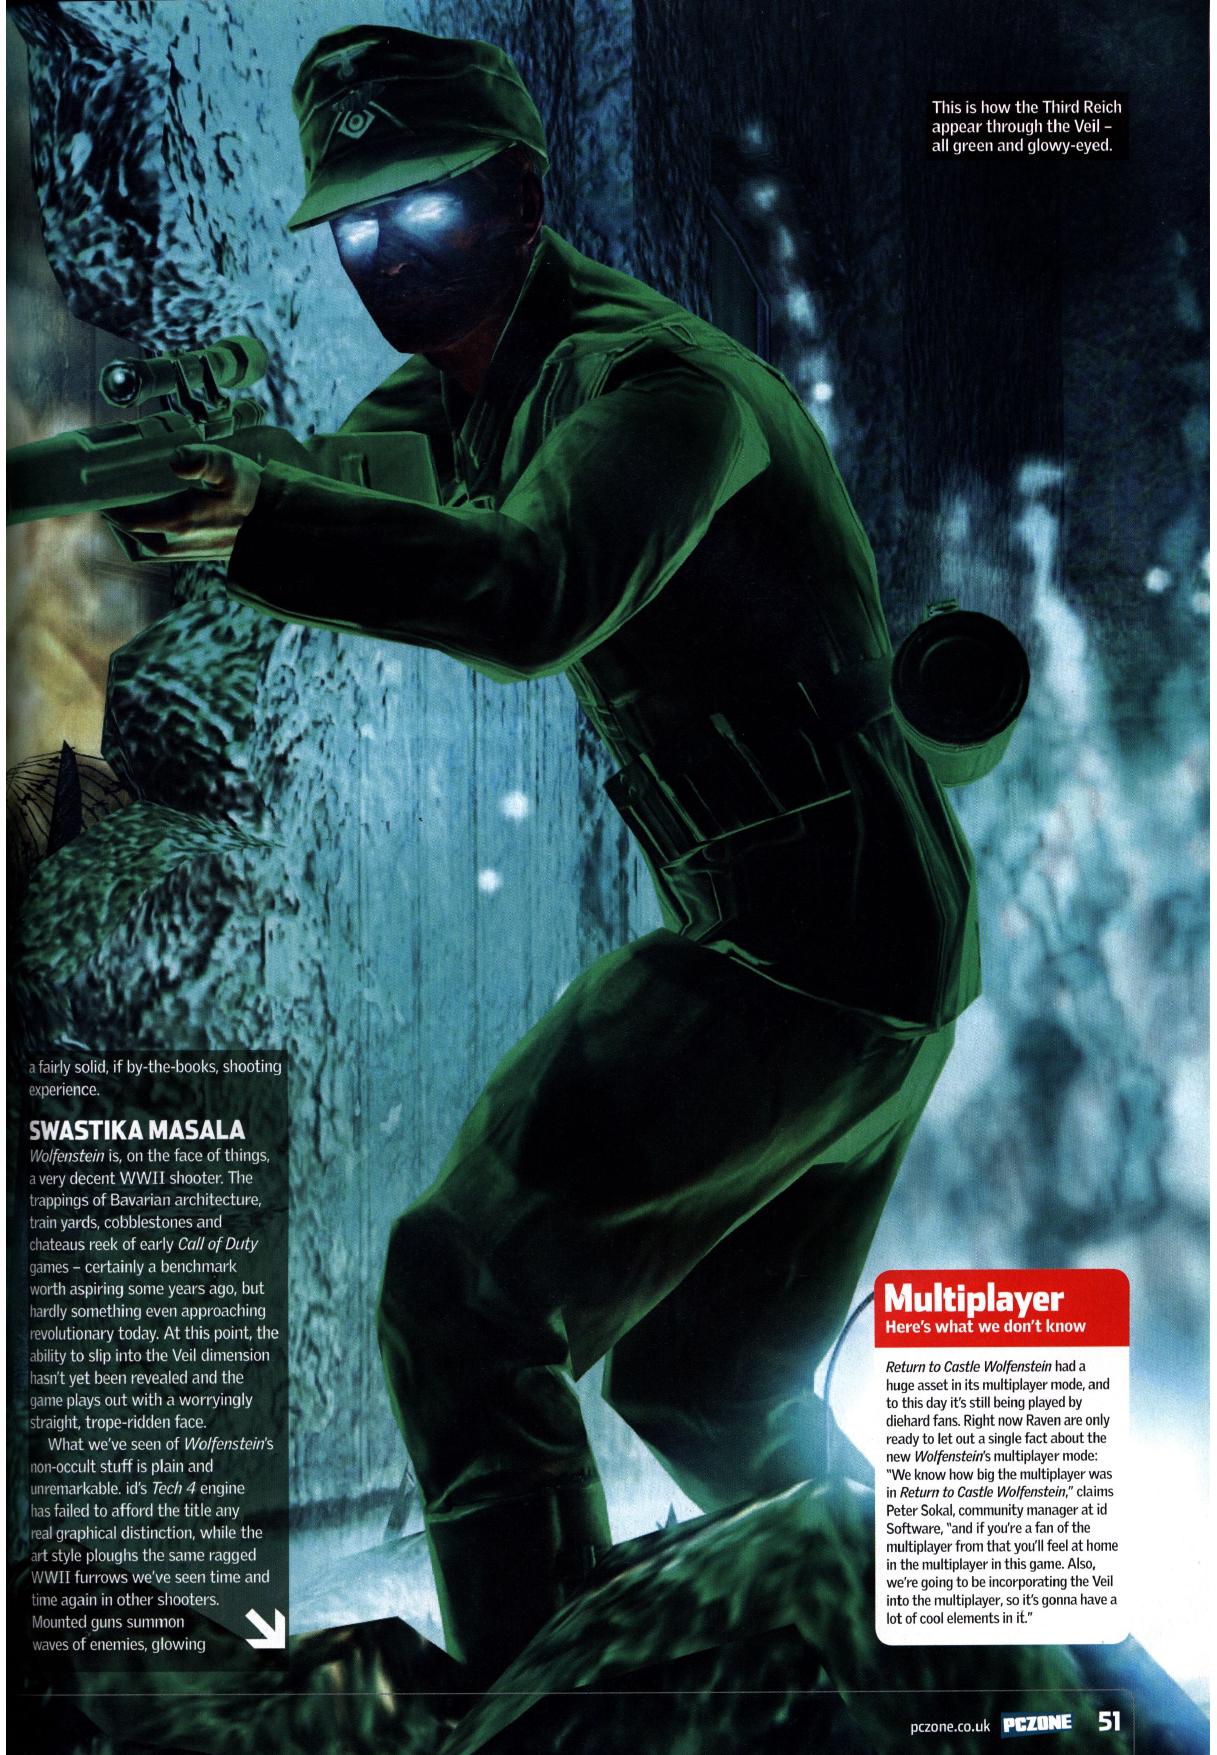 This is how the Third Reich
appear through the Veil –
all green and glowy-eyed.
a fairly solid, if by-the-books, shooting
experience.
SWASTIKA MASALA
Wolfenstein is, on the face of things,
a very decent WWII shooter. The
trappings of Bavarian architecture,
train yards, cobblestones and
chateaus reek of early Call of Duty
games – certainly a benchmark
worth aspiring some years ago, but
hardly something even approaching
revolutionary today. At this point, the
ability to slip into the Veil dimension
hasn't yet been revealed and the
game plays out with a worryingly
straight, trope-ridden face.
What we've seen of Wolfenstein's
non-occult stuff is plain and
unremarkable. id's Tech 4 engine
has failed to afford the title any
real graphical distinction, while the
art style ploughs the same ragged
WWII furrows we've seen time and
time again in other shooters.
Mounted guns summon
waves of enemies, glowing
Multiplayer
Here's what we don't know
Return to Castle Wolfenstein had a
huge asset in its multiplayer mode, and
to this day it's still being played by
diehard fans. Right now Raven are only
ready to let out a single fact about the
new Wolfenstein's multiplayer mode:
"We know how big the multiplayer was
in Return to Castle Wolfenstein," claims
Peter Sokal, community manager at id
Software, "and if you're a fan of the
multiplayer from that you'll feel at home
in the multiplayer in this game. Also,
we're going to be incorporating the Veil
into the multiplayer, so it's gonna have a
lot of cool elements in it."
pczone.co.uk PCZONE 51